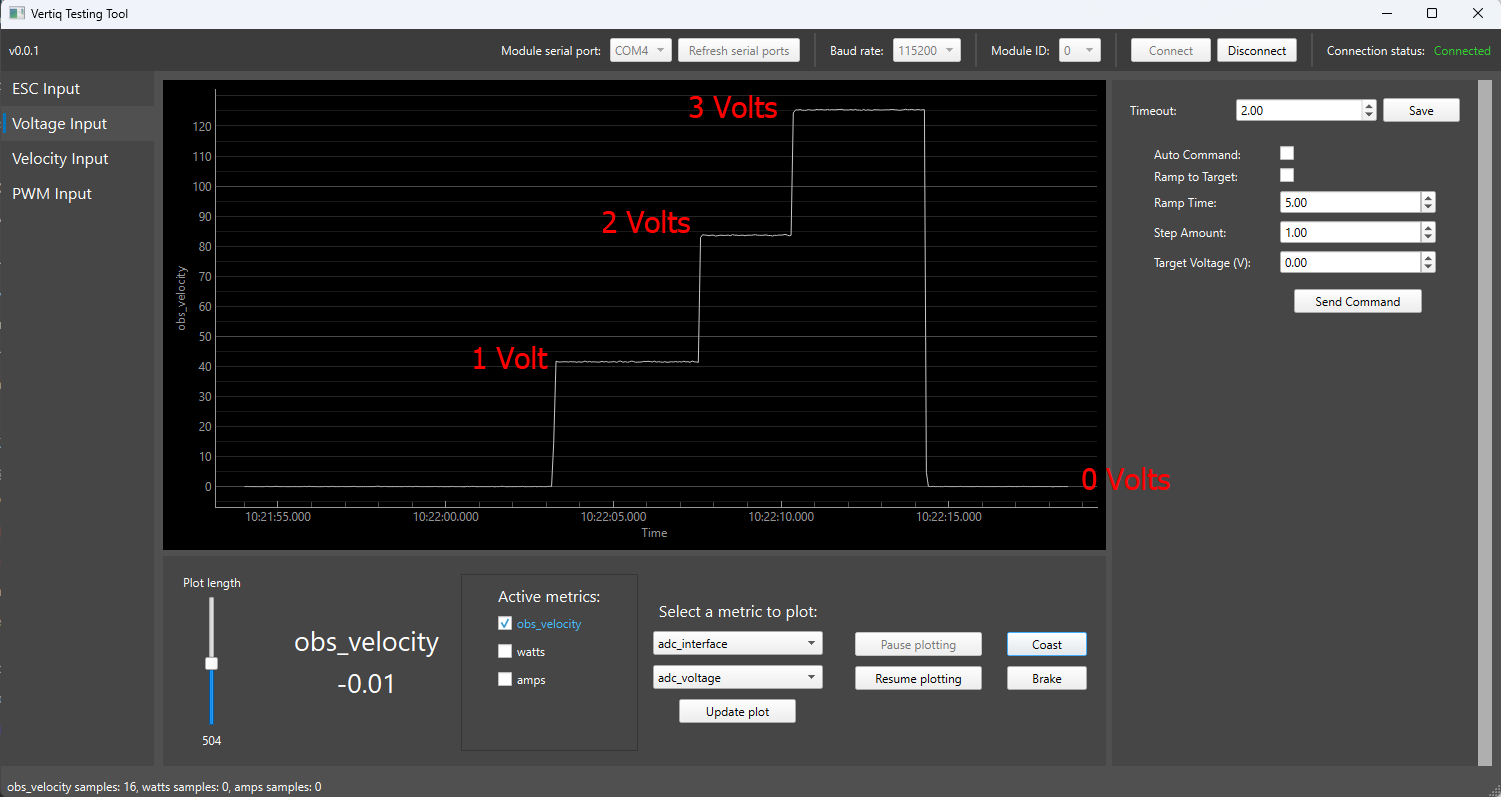 Vertiq Testing Tool
v0.0.1
Module serial port: COM4 Refresh serial ports Baud rate: 115200 Module ID: 0 Connect Disconnect Connection status: Connected
ESC Input
Voltage Input
Velocity Input
PWM Input
obs_velocity
120
110
100
90
80
70
60
50
40
30
20
10
0
3 Volts
2 Volts
1 Volt
0 Volts
10:21:55.000 10:22:00.000 10:22:05.000 10:22:10.000 10:22:15.000
Time
Timeout: 2.00 Save
Auto Command:
Ramp to Target:
Ramp Time: 5.00
Step Amount: 1.00
Target Voltage (V): 0.00
Send Command
Plot length
504
obs_velocity
-0.01
Active metrics:
obs_velocity
watts
amps
Select a metric to plot:
adc_interface
adc_voltage
Update plot
Pause plotting
Resume plotting
Coast
Brake
obs_velocity samples: 16, watts samples: 0, amps samples: 0